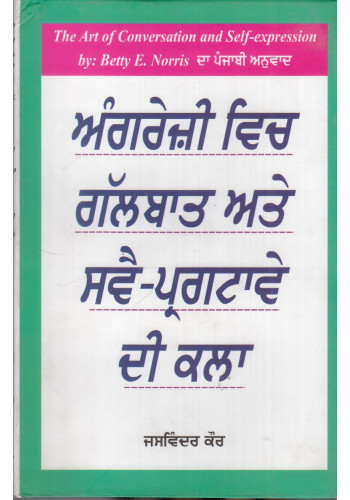 The Art of Conversation and Self-expression
by: Betty E. Norris ਦਾ ਪੰਜਾਬੀ ਅਨੁਵਾਦ
ਅੰਗਰੇਜ਼ੀ ਵਿਚ
ਗੱਲਬਾਤ ਅਤੇ
ਸਵੈ-ਪ੍ਰਗਟਾਵੇ
ਦੀ ਕਲਾ
ਜਸਵਿੰਦਰ ਕੌਰ